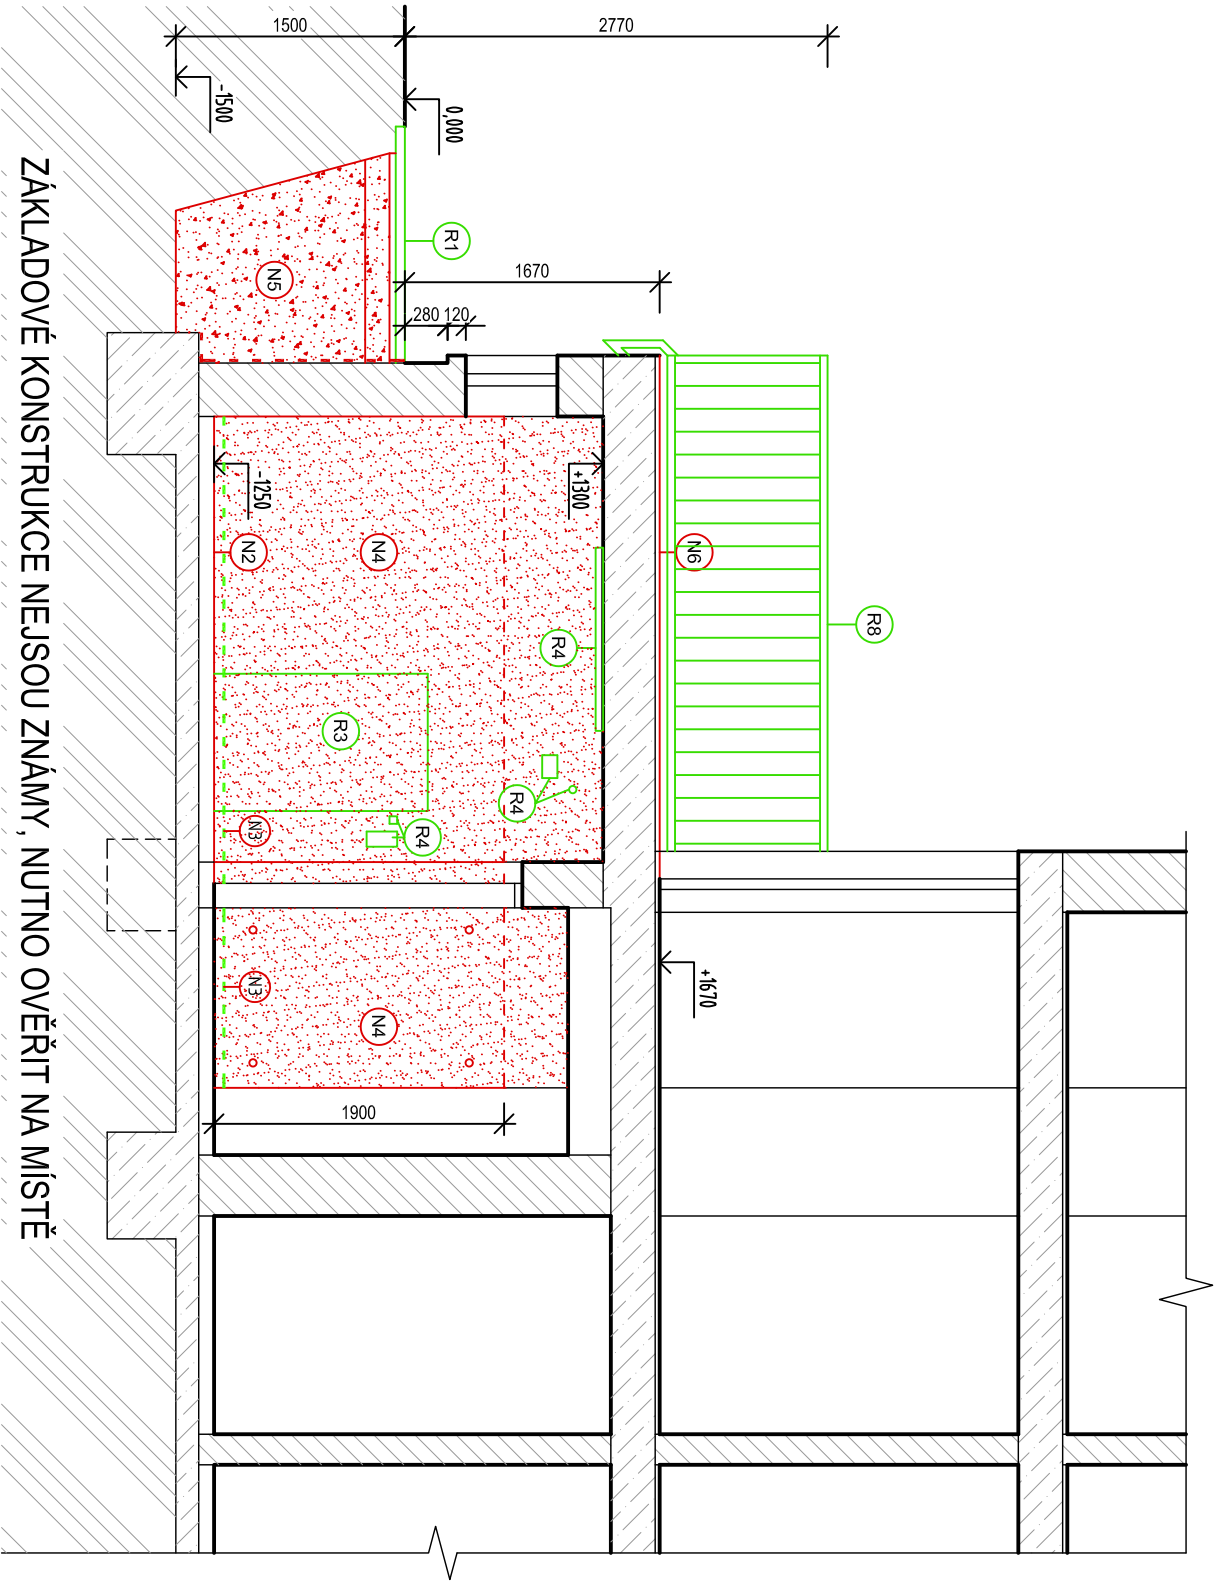 1500
2770
-1500
0,000
R1
N5
1670
280
120
-1250
+1300
N2
N4
N6
R4
R8
R3
R4
N3
R4
+1670
N3
N4
1900
ZÁKLADOVÉ KONSTRUKCE NEJSOU ZNÁMY, NUTNO OVĚŘIT NA MÍSTĚ